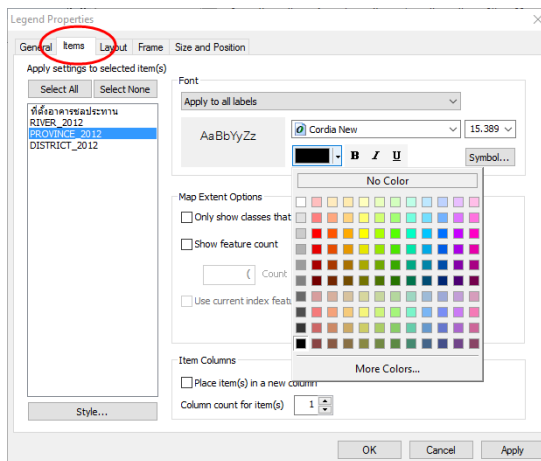 Legend Properties
General Items Layout Frame Size and Position
Apply settings to selected item(s)
Select All Select None
ที่ตั้งอาคารชลประทาน
RIVER_2012
PROVINCE_2012
DISTRICT_2012
Style...
Font
Apply to all labels
AaBbYyZz
Cordia New 15.389
B I U Symbol...
No Color
More Colors...
Map Extent Options
Only show classes that
Show feature count
( Count
Use current index featu
Item Columns
Place item(s) in a new column
Column count for item(s) 1
OK Cancel Apply